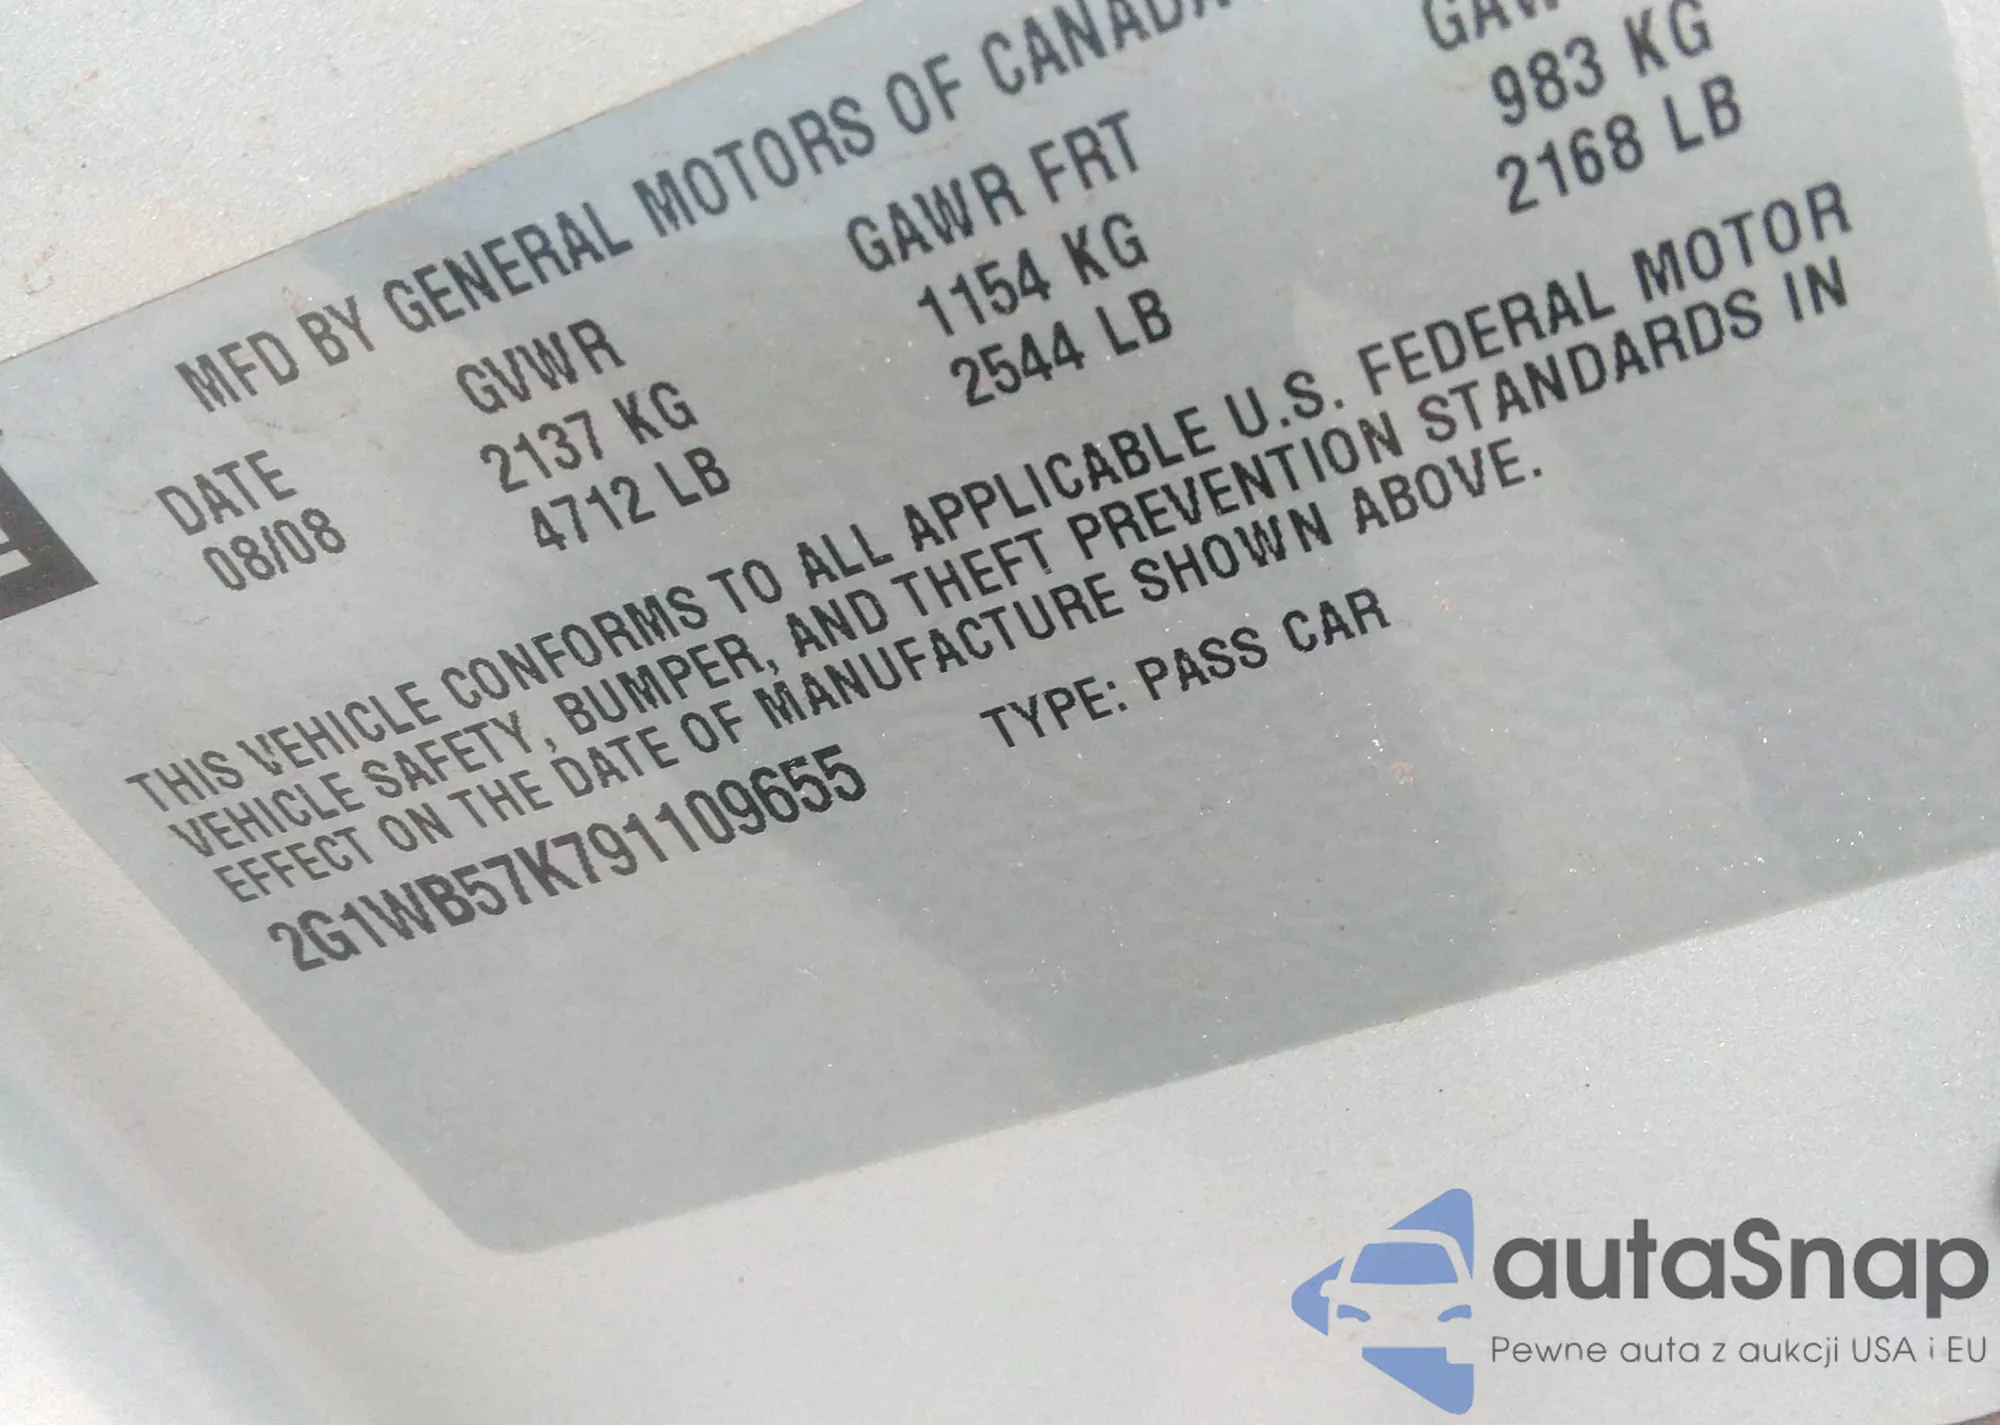 MFD BY GENERAL MOTORS OF CANADA
DATE GVWR GAWR FRT
08/08 2137 KG 1154 KG 983 KG
4712 LB 2544 LB 2168 LB
THIS VEHICLE CONFORMS TO ALL APPLICABLE U.S. FEDERAL MOTOR
VEHICLE SAFETY, BUMPER, AND THEFT PREVENTION STANDARDS IN
EFFECT ON THE DATE OF MANUFACTURE SHOWN ABOVE.
2G1WB57K791109655 TYPE: PASS CAR
autaSnap
Pewne auta z aukcji USA i EU